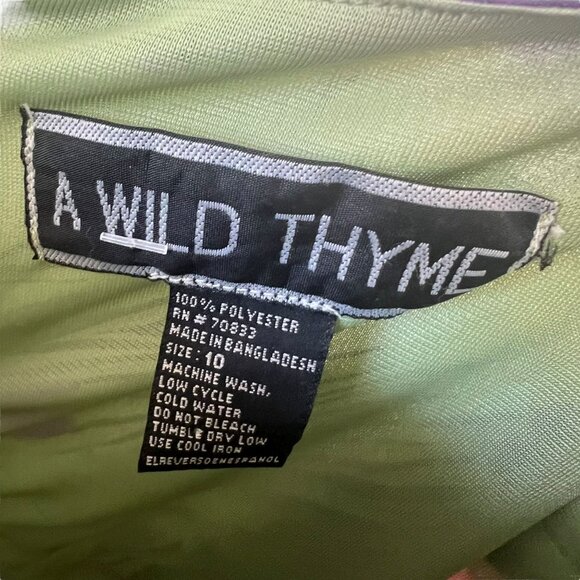 A WILD THYME
100% POLYESTER
RN # 70833
MADE IN BANGLADESH
SIZE: 10
MACHINE WASH,
LOW CYCLE
COLD WATER
DO NOT BLEACH
TUMBLE DRY LOW
USE COOL IRON
ELREVERSOENESPANOL